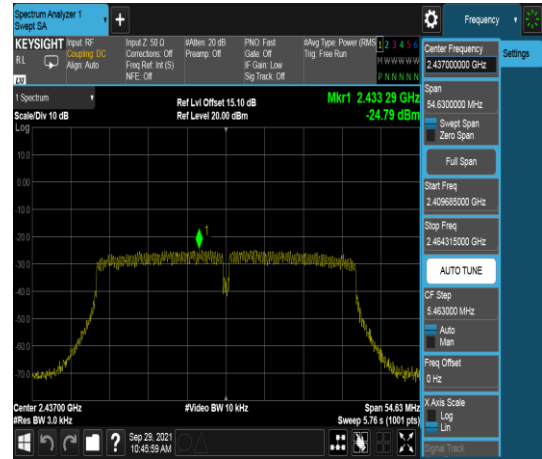 Spectrum Analyzer 1
Swept SA
+
Frequency
KEYSIGHT
RL
LXI
Input: RF
Coupling: DC
Align: Auto
Input Z: 50 Ω
Corrections: Off
Freq Ref: Int (S)
NFE: Off
#Atten: 20 dB
Preamp: Off
PNO: Fast
Gate: Off
IF Gain: Low
Sig Track: Off
#Avg Type: Power (RMS
Trig: Free Run
1 2 3 4 5 6
M W W W W W
P N N N N N
Center Frequency
2.437000000 GHz
Settings
Span
54.6300000 MHz
Swept Span
Zero Span
Full Span
Start Freq
2.409685000 GHz
Stop Freq
2.464315000 GHz
AUTO TUNE
CF Step
5.463000 MHz
Auto
Man
Freq Offset
0 Hz
X Axis Scale
Log
Lin
Signal Track
1 Spectrum
Scale/Div 10 dB
Log
Ref Lvl Offset 15.10 dB
Ref Level 20.00 dBm
Mkr1 2.433 29 GHz
-24.79 dBm
10.0
0.00
-10.0
-20.0
-30.0
-40.0
-50.0
-60.0
-70.0
1
Center 2.43700 GHz
#Res BW 3.0 kHz
#Video BW 10 kHz
Span 54.63 MHz
Sweep 5.76 s (1001 pts)
?
Sep 29, 2021
10:45:59 AM